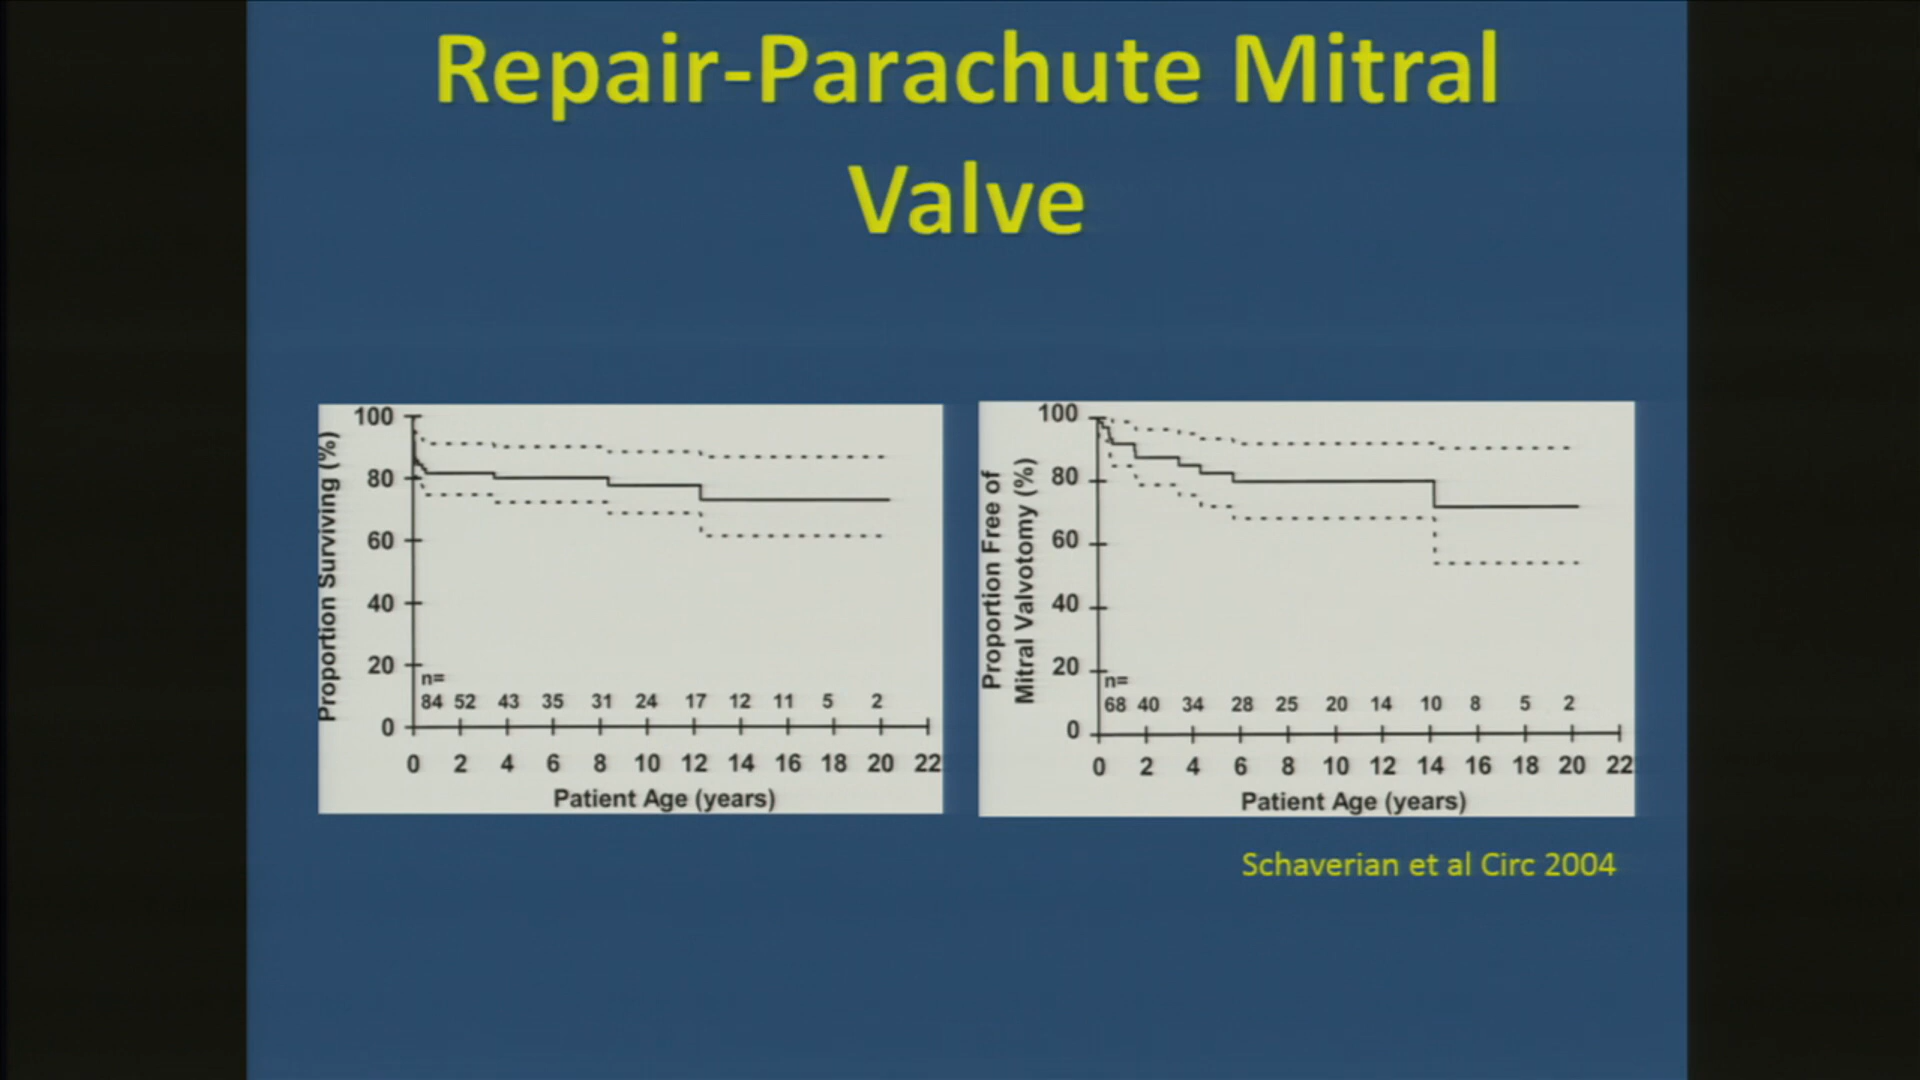 Repair-Parachute Mitral
Valve
Proportion Surviving (%)
100
80
60
40
20
0
n=
84 52 43 35 31 24 17 12 11 5 2
0 2 4 6 8 10 12 14 16 18 20 22
Patient Age (years)
Proportion Free of
Mitral Valvotomy (%)
100
80
60
40
20
0
n=
68 40 34 28 25 20 14 10 8 5 2
0 2 4 6 8 10 12 14 16 18 20 22
Patient Age (years)
Schaverian et al Circ 2004